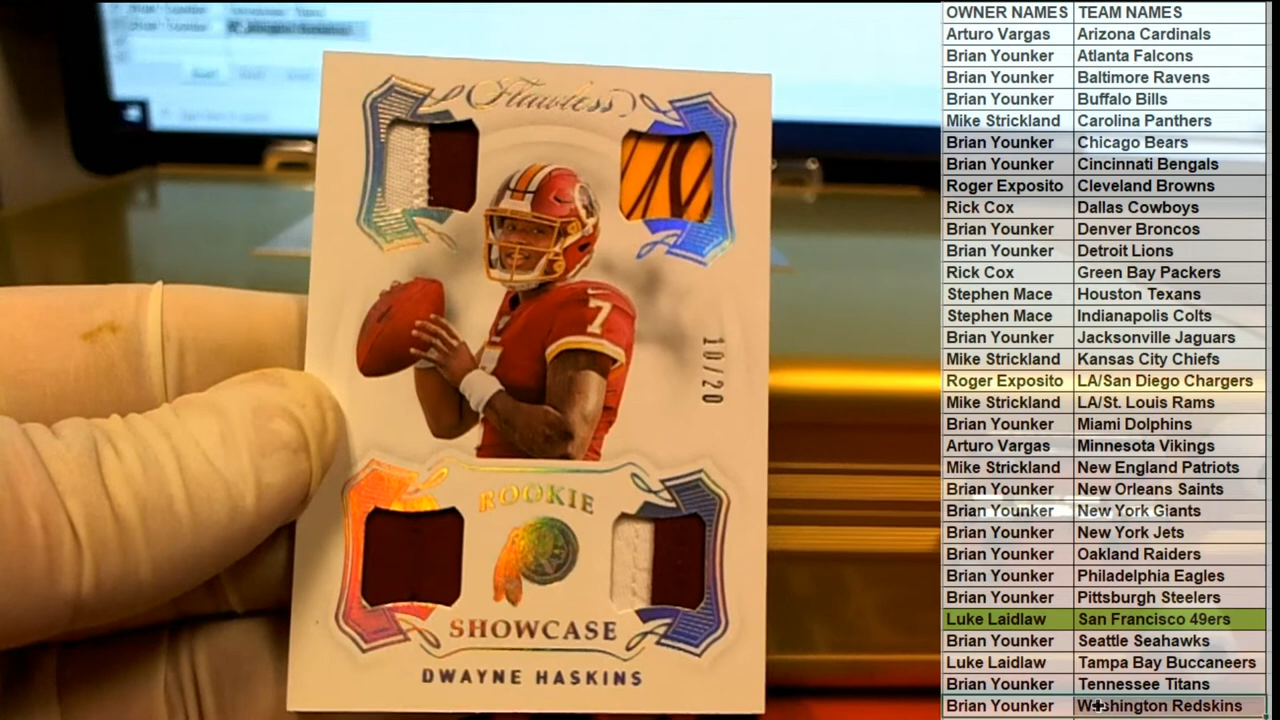 Flawless
7
10/20
ROOKIE
SHOWCASE
DWAYNE HASKINS
OWNER NAMES TEAM NAMES
Arturo Vargas Arizona Cardinals
Brian Younker Atlanta Falcons
Brian Younker Baltimore Ravens
Brian Younker Buffalo Bills
Mike Strickland Carolina Panthers
Brian Younker Chicago Bears
Brian Younker Cincinnati Bengals
Roger Exposito Cleveland Browns
Rick Cox Dallas Cowboys
Brian Younker Denver Broncos
Brian Younker Detroit Lions
Rick Cox Green Bay Packers
Stephen Mace Houston Texans
Stephen Mace Indianapolis Colts
Brian Younker Jacksonville Jaguars
Mike Strickland Kansas City Chiefs
Roger Exposito LA/San Diego Chargers
Mike Strickland LA/St. Louis Rams
Brian Younker Miami Dolphins
Arturo Vargas Minnesota Vikings
Mike Strickland New England Patriots
Brian Younker New Orleans Saints
Brian Younker New York Giants
Brian Younker New York Jets
Brian Younker Oakland Raiders
Brian Younker Philadelphia Eagles
Brian Younker Pittsburgh Steelers
Luke Laidlaw San Francisco 49ers
Brian Younker Seattle Seahawks
Luke Laidlaw Tampa Bay Buccaneers
Brian Younker Tennessee Titans
Brian Younker Washington Redskins